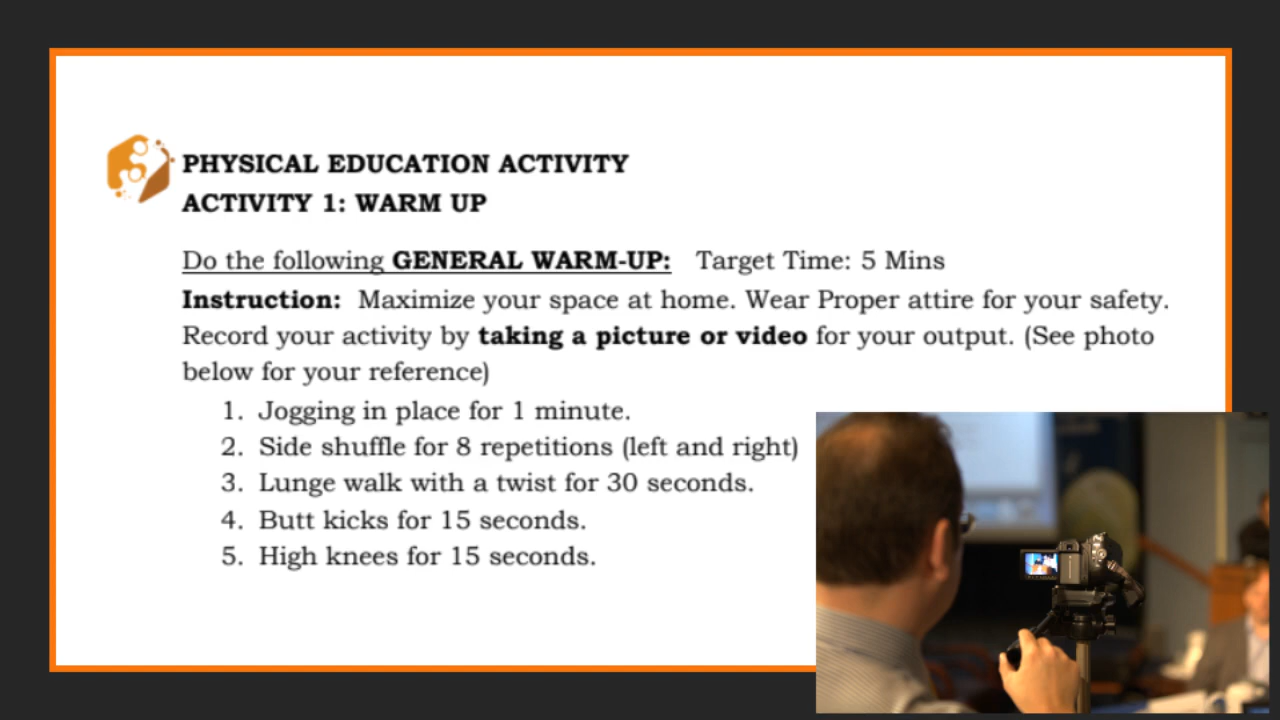 PHYSICAL EDUCATION ACTIVITY
ACTIVITY 1: WARM UP
Do the following GENERAL WARM-UP: Target Time: 5 Mins
Instruction: Maximize your space at home. Wear Proper attire for your safety.
Record your activity by taking a picture or video for your output. (See photo
below for your reference)
1. Jogging in place for 1 minute.
2. Side shuffle for 8 repetitions (left and right)
3. Lunge walk with a twist for 30 seconds.
4. Butt kicks for 15 seconds.
5. High knees for 15 seconds.